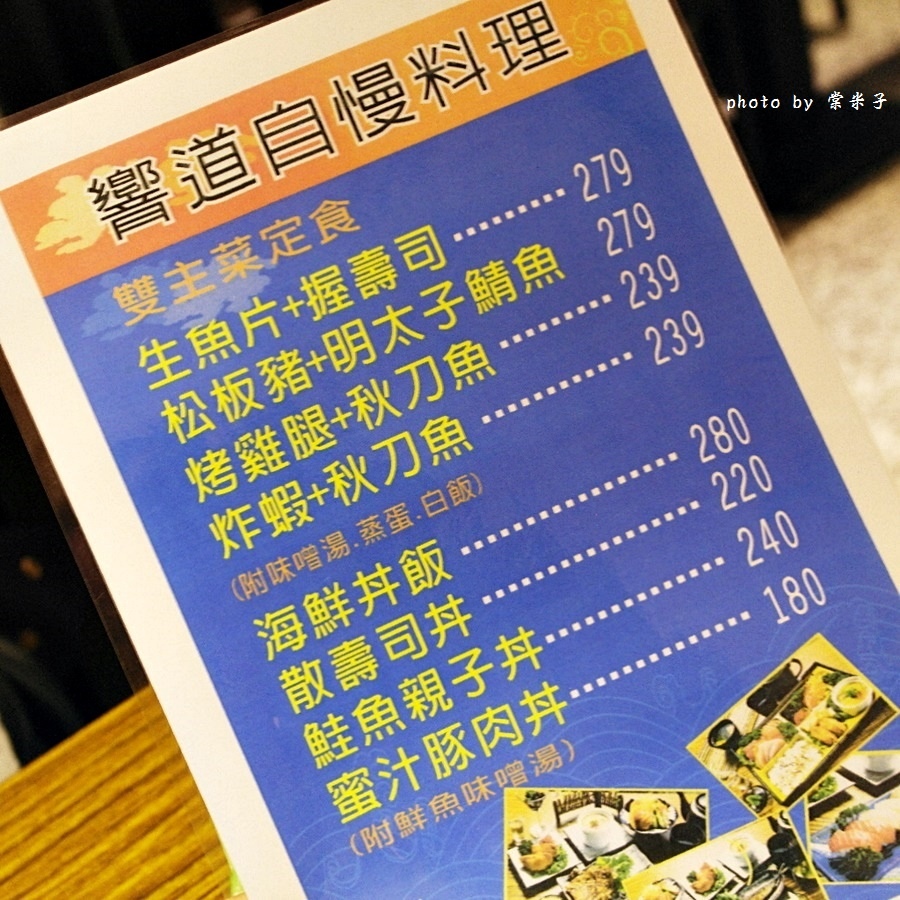 photo by 棠米子
響道自慢料理
雙主菜定食
生魚片+握壽司 279
松板豬+明太子鯖魚 279
烤雞腿+秋刀魚 239
炸蝦+秋刀魚 239
(附味噌湯.蒸蛋.白飯)
海鮮丼飯 280
散壽司丼 220
鮭魚親子丼 240
蜜汁豚肉丼 180
(附鮮魚味噌湯)